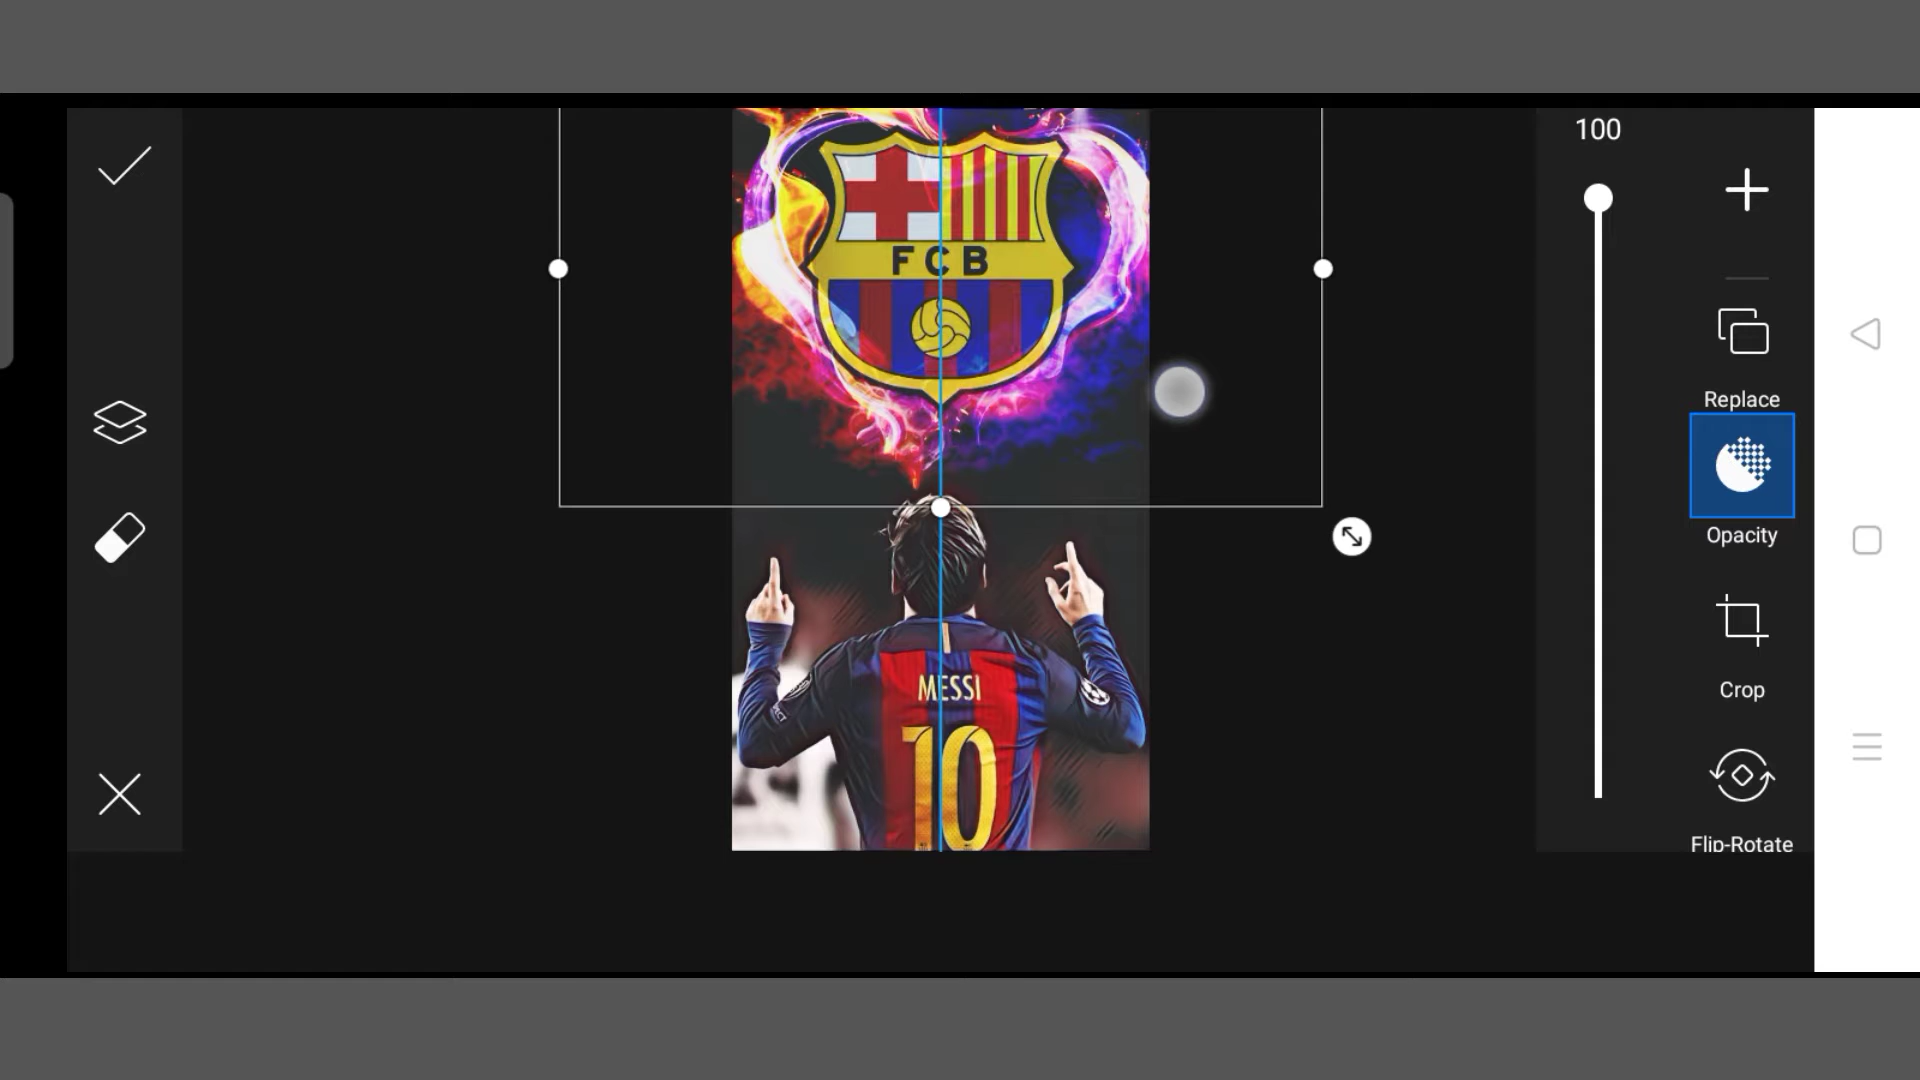 100
Replace
FCB
Opacity
MESSI
10
Crop
Flip-Rotate